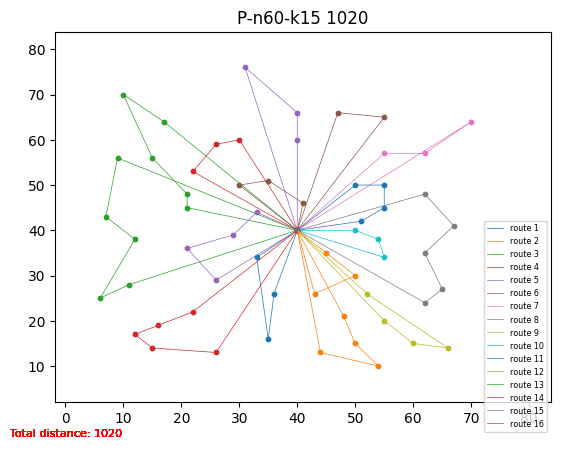 P-n60-k15 1020
80
70
60
50
40
30
20
10
0 10 20 30 40 50 60 70 80
route 1
route 2
route 3
route 4
route 5
route 6
route 7
route 8
route 9
route 10
route 11
route 12
route 13
route 14
route 15
route 16
Total distance: 1020